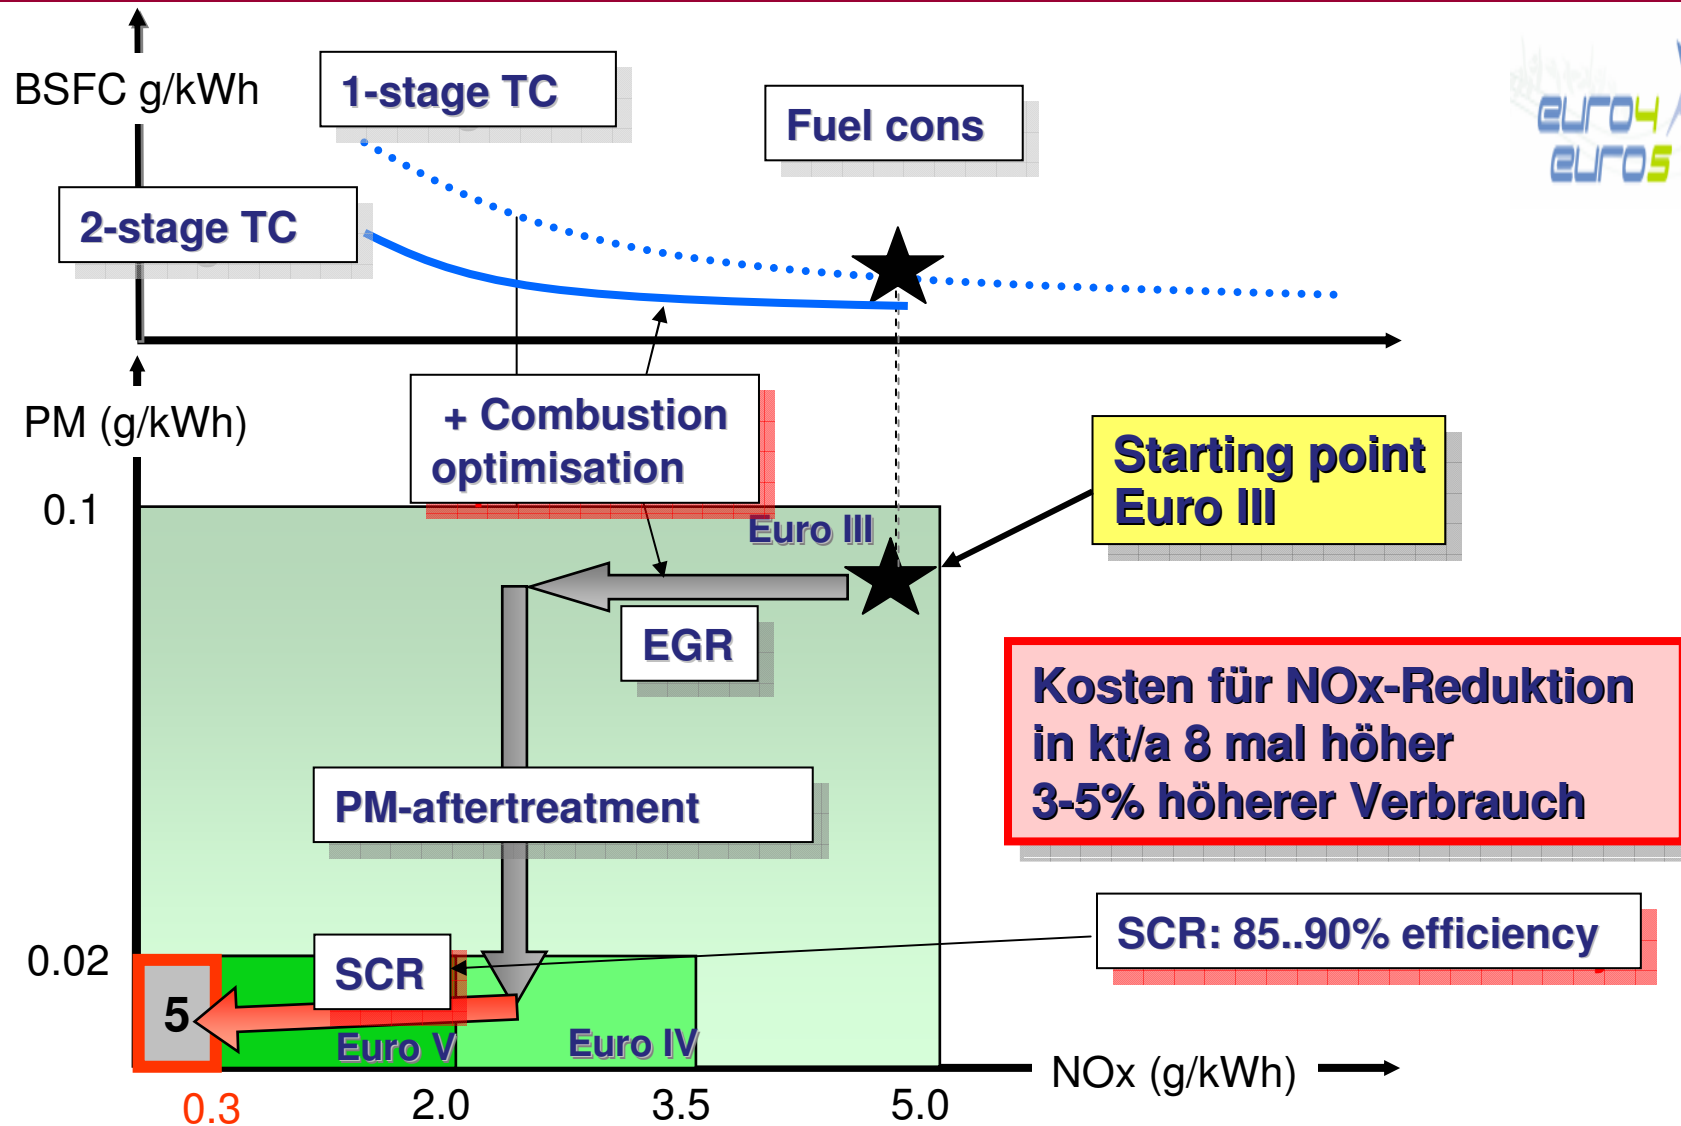 BSFC g/kWh
1-stage TC
Fuel cons
euro4
euro5
2-stage TC
PM (g/kWh)
+ Combustion
optimisation
Starting point
Euro III
0.1
Euro III
EGR
Kosten für NOx-Reduktion
in kt/a 8 mal höher
3-5% höherer Verbrauch
PM-aftertreatment
SCR: 85..90% efficiency
0.02
SCR
5
Euro V
Euro IV
NOx (g/kWh)
0.3
2.0
3.5
5.0